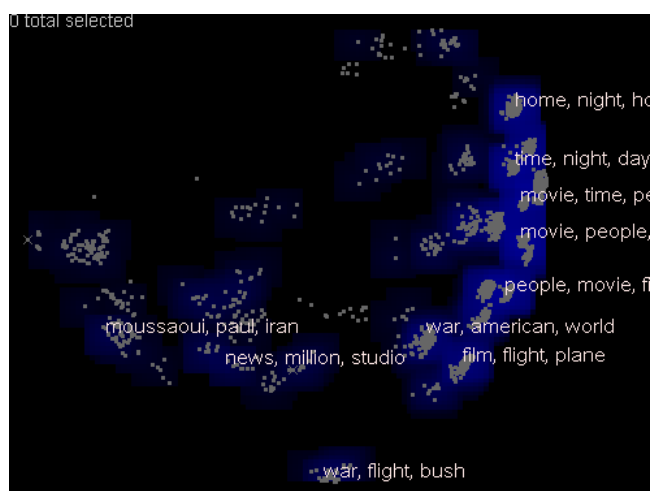 0 total selected
home, night, ho
time, night, day
movie, time, pe
movie, people,
people, movie, fi
moussaoui, paul, iran
war, american, world
news, million, studio
film, flight, plane
war, flight, bush